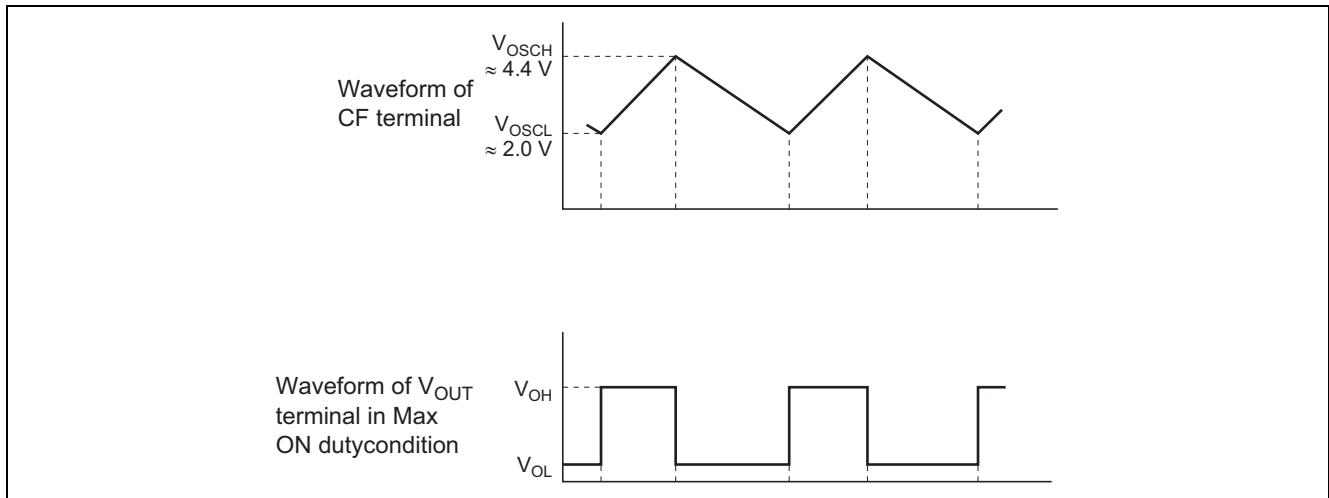 V_OSCH
≈ 4.4 V
Waveform of
CF terminal
V_OSCL
≈ 2.0 V
Waveform of V_OUT
terminal in Max
ON dutycondition
V_OH
V_OL